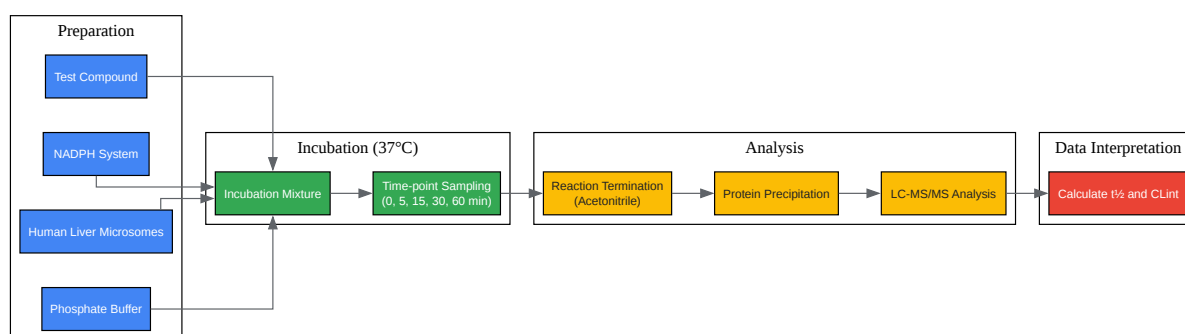 Preparation
Test Compound
NADPH System
Human Liver Microsomes
Phosphate Buffer
Incubation (37°C)
Incubation Mixture
Time-point Sampling
(0, 5, 15, 30, 60 min)
Analysis
Reaction Termination
(Acetonitrile)
Protein Precipitation
LC-MS/MS Analysis
Data Interpretation
Calculate t½ and CLint